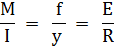 M/I = f/y = E/R